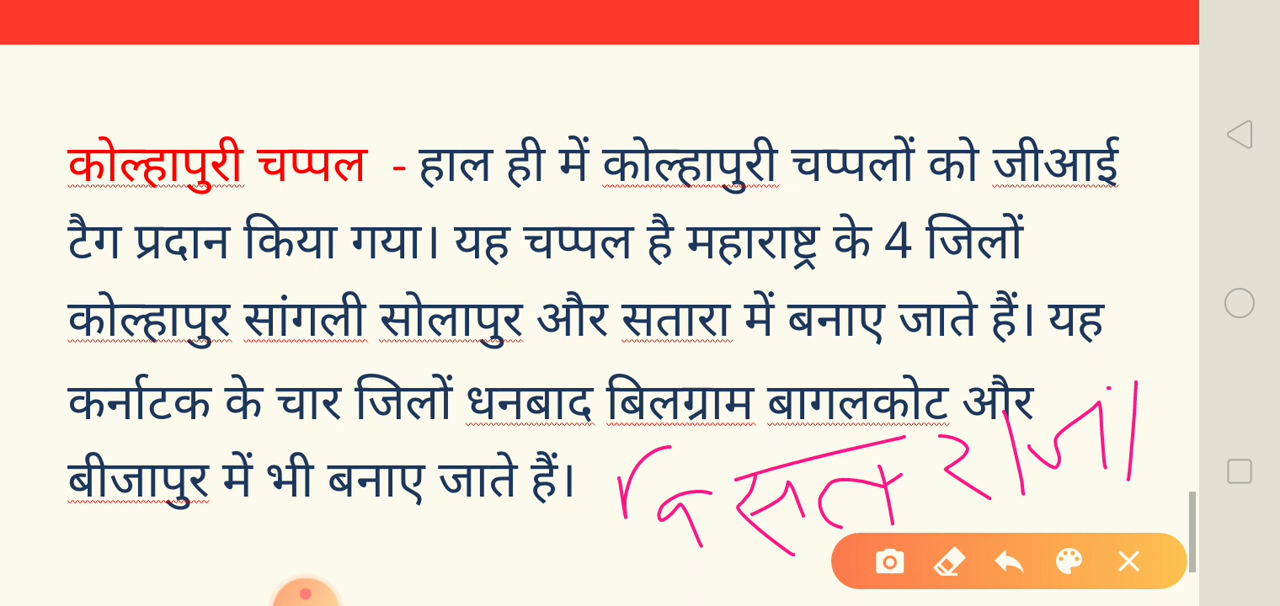 कोल्हापुरी चप्पल - हाल ही में कोल्हापुरी चप्पलों को जीआई
टैग प्रदान किया गया। यह चप्पल है महाराष्ट्र के 4 जिलों
कोल्हापुर सांगली सोलापुर और सतारा में बनाए जाते हैं। यह
कर्नाटक के चार जिलों धनबाद बिलग्राम बागलकोट और
बीजापुर में भी बनाए जाते हैं।